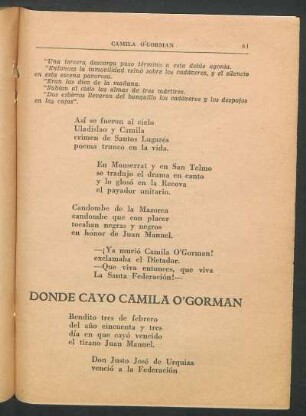 CAMILA O'GORMAN 61
"Una tercera descarga puso término a esta doble agonía.
"Entonces la inmovilidad reinó sobre los cadáveres, y el silencio
en esta escena pavorosa.
"Eran las diez de la mañana.
"Subían al cielo las almas de tres mártires.
"Dos esbirros llevaron del banquillo los cadáveres y los despojos
en las cajas".
Así se fueron al cielo
Uladislao y Camila
crimen de Santos Lugares
poema trunco en la vida.
En Monserrat y en San Telmo
se tradujo el drama en canto
y lo glosó en la Recova
el payador unitario.
Candombe de la Mazorca
candombe que con placer
tocaban negras y negros
en honor de Juan Manuel.
—¡Ya murió Camila O'Gorman!
exclamaba el Dictador.
—Que viva entonces, que viva
La Santa Federación!—
DONDE CAYO CAMILA O'GORMAN
Bendito tres de febrero
del año cincuenta y tres
día en que cayó vencido
el tirano Juan Manuel.
Don Justo José de Urquiza
venció a la Federación